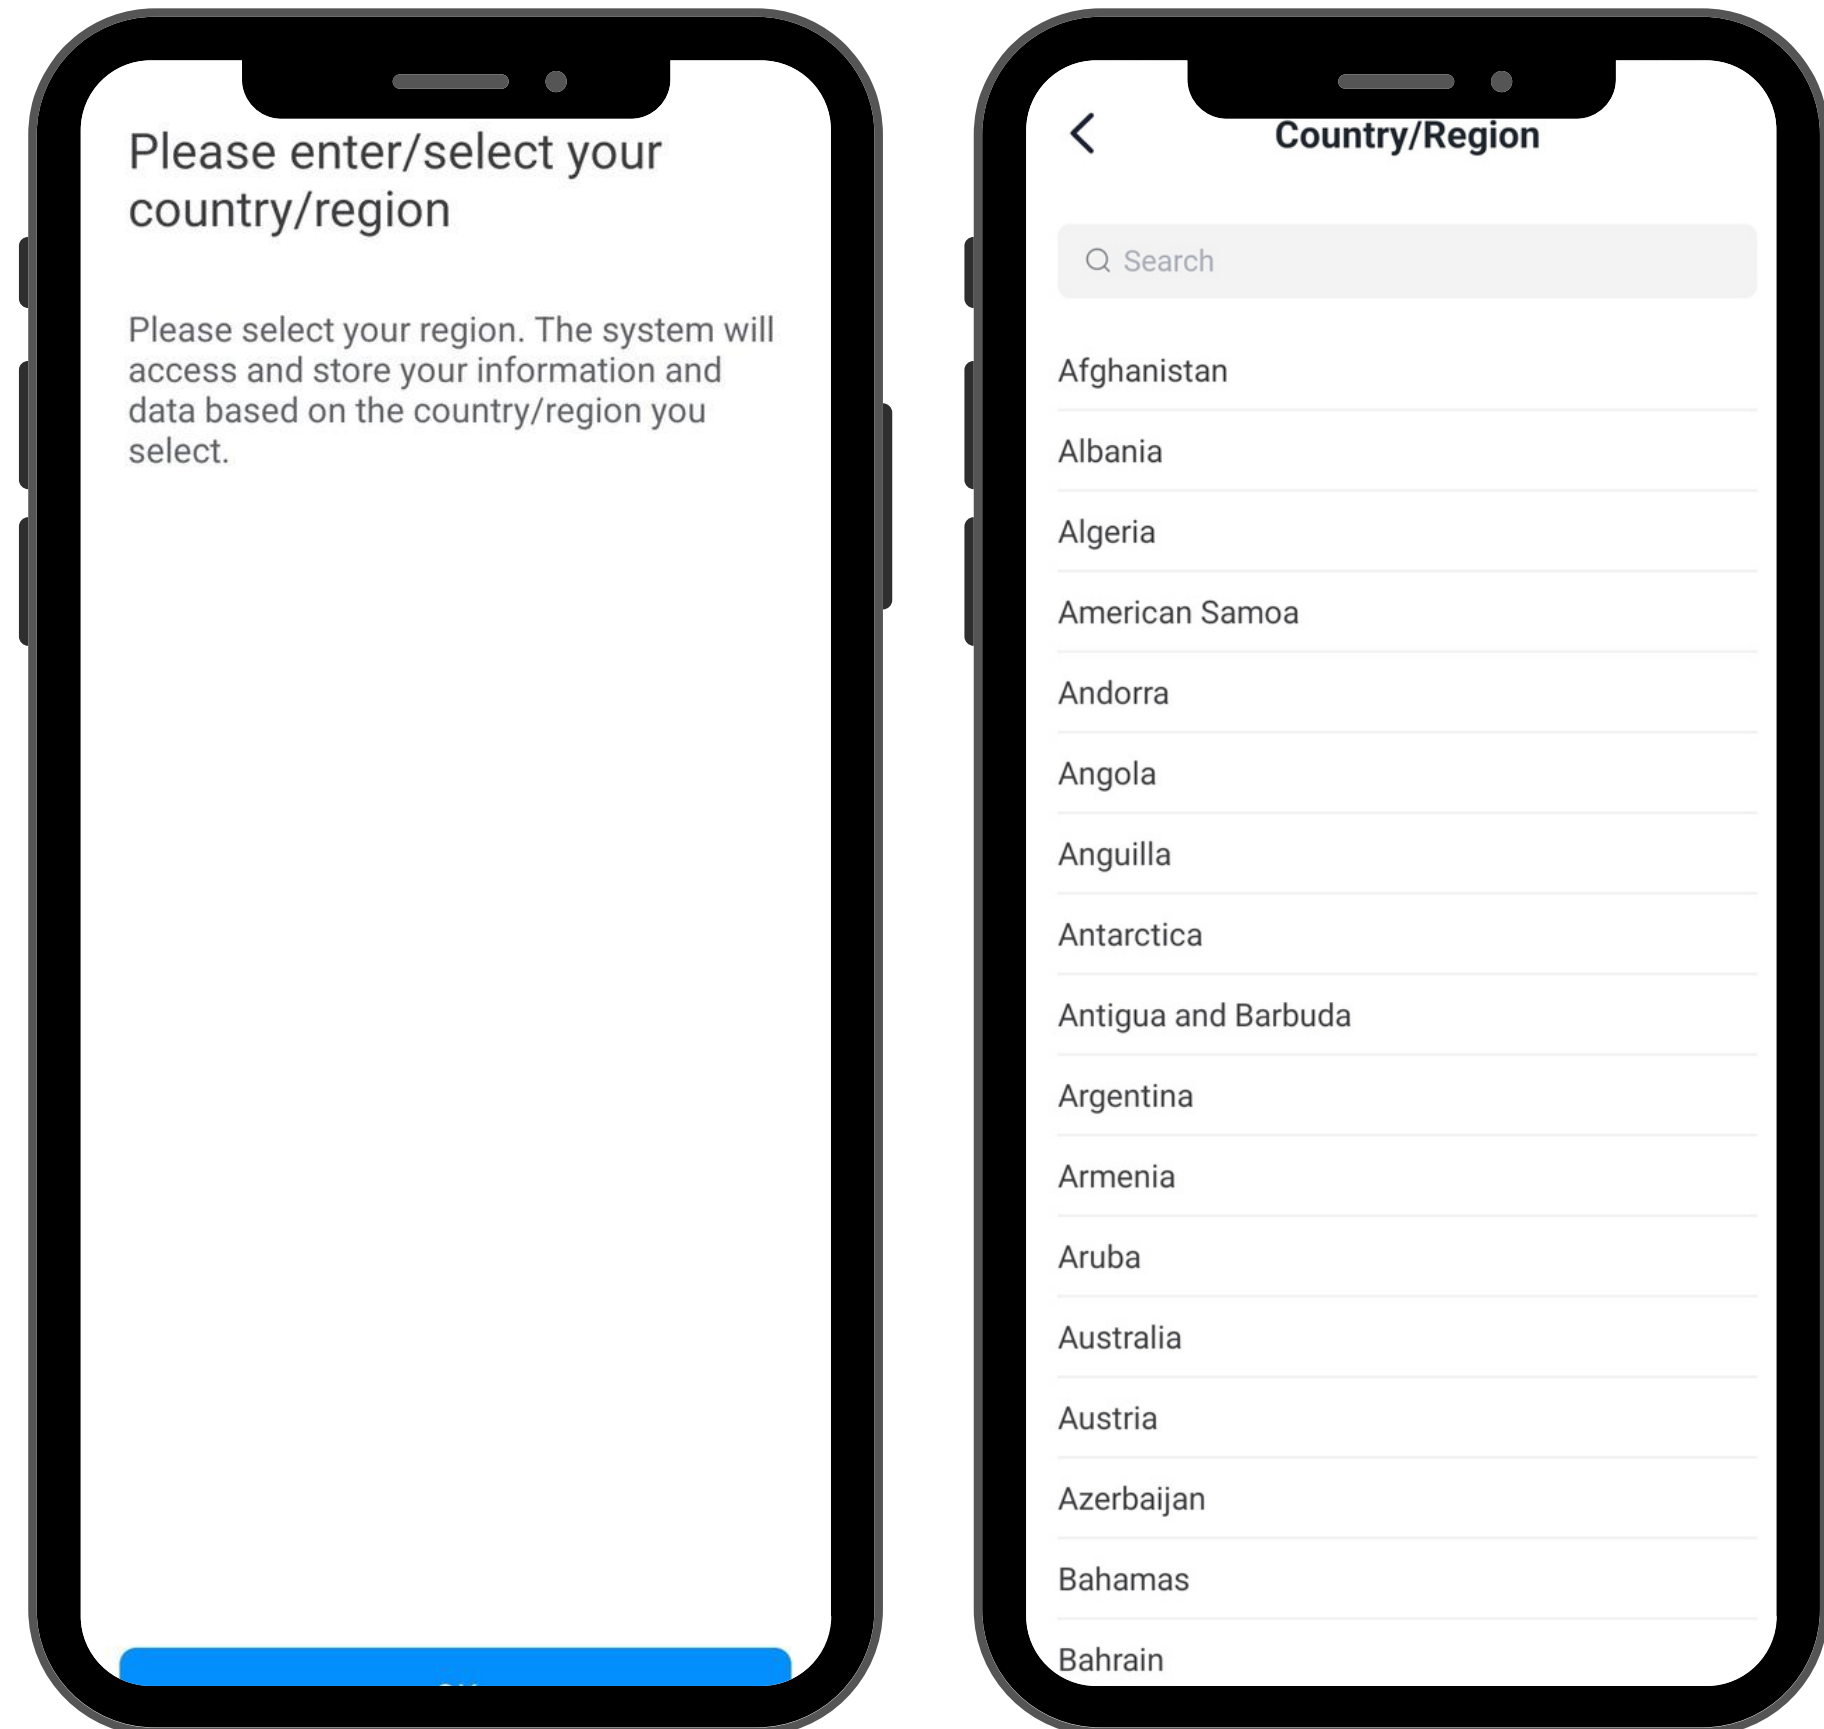 Please enter/select your
country/region
Please select your region. The system will
access and store your information and
data based on the country/region you
select.
Country/Region
Search
Afghanistan
Albania
Algeria
American Samoa
Andorra
Angola
Anguilla
Antarctica
Antigua and Barbuda
Argentina
Armenia
Aruba
Australia
Austria
Azerbaijan
Bahamas
Bahrain